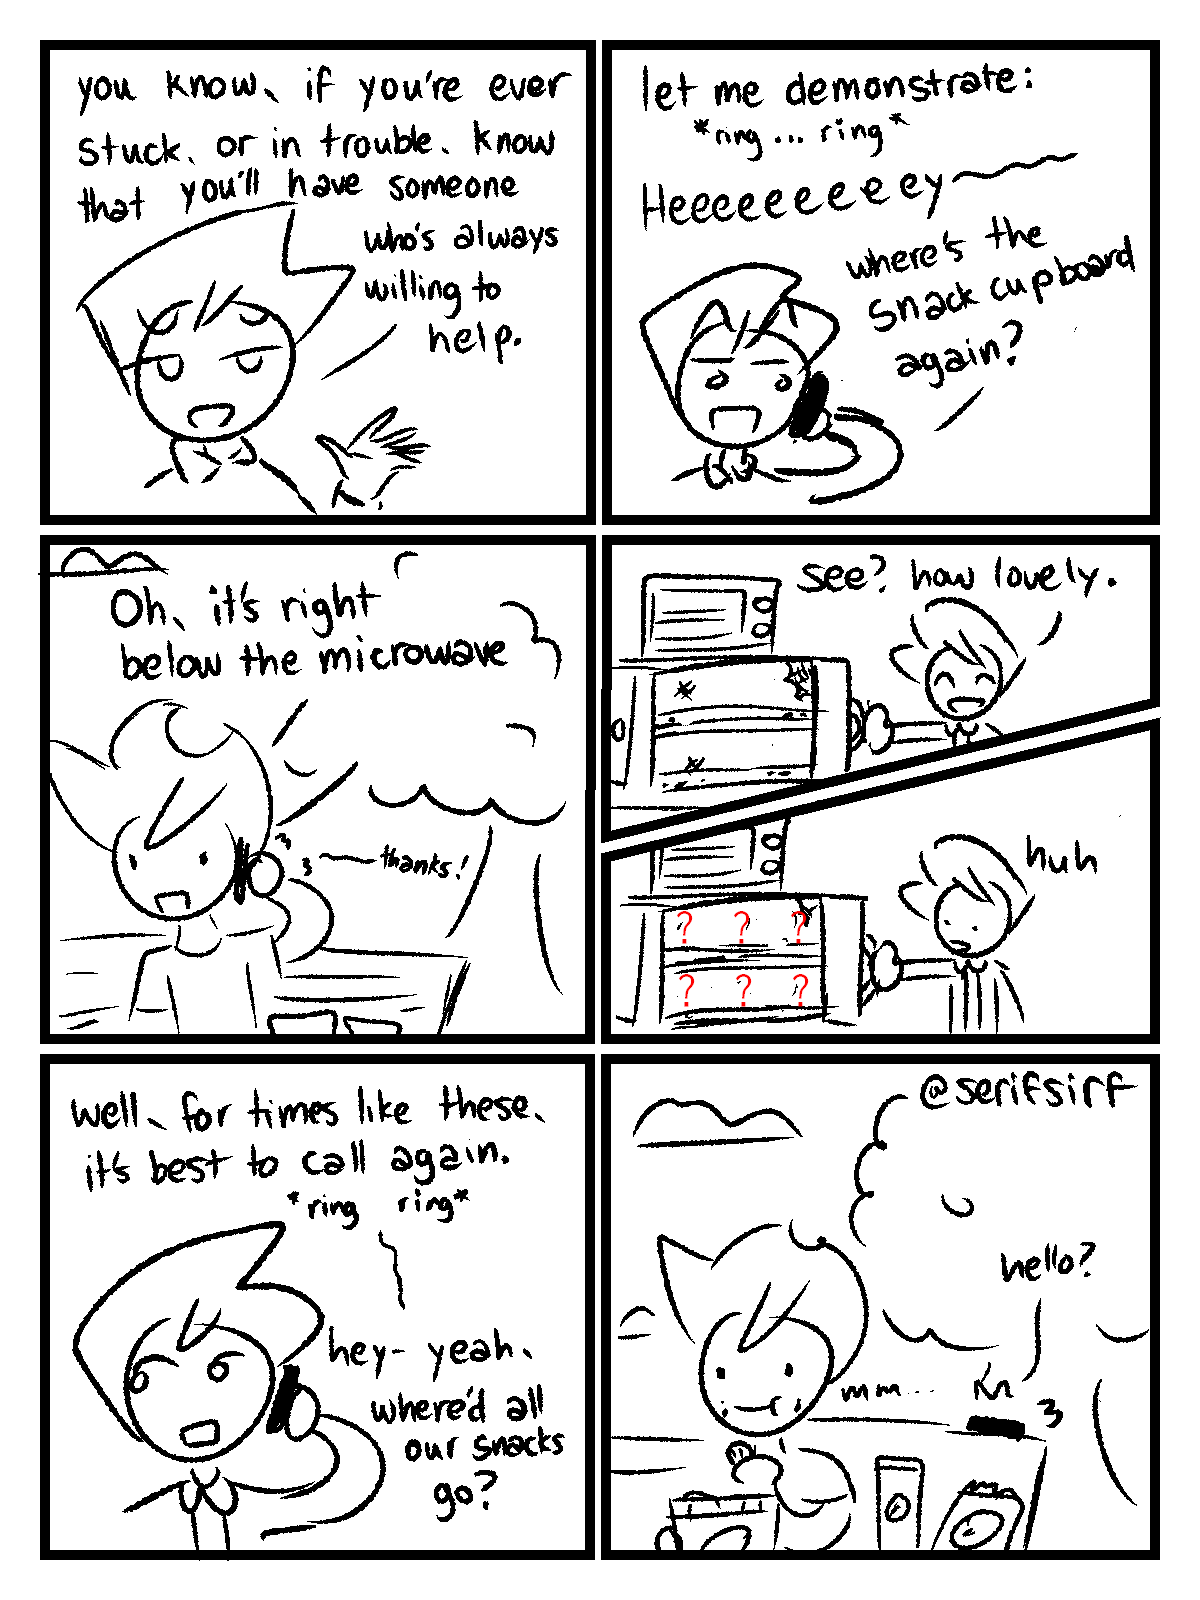 you know, if you're ever
stuck, or in trouble, know
that you'll have someone
who's always
willing to
help.
let me demonstrate:
*ring... ring*
Heeeeeeeeey~
where's the
snack cupboard
again?
Oh, it's right
below the microwave
thanks!
see? how lovely.
huh
? ? ?
? ? ?
well, for times like these,
it's best to call again.
*ring ring*
hey- yeah,
where'd all
our snacks
go?
@serifsirf
hello?
mm...